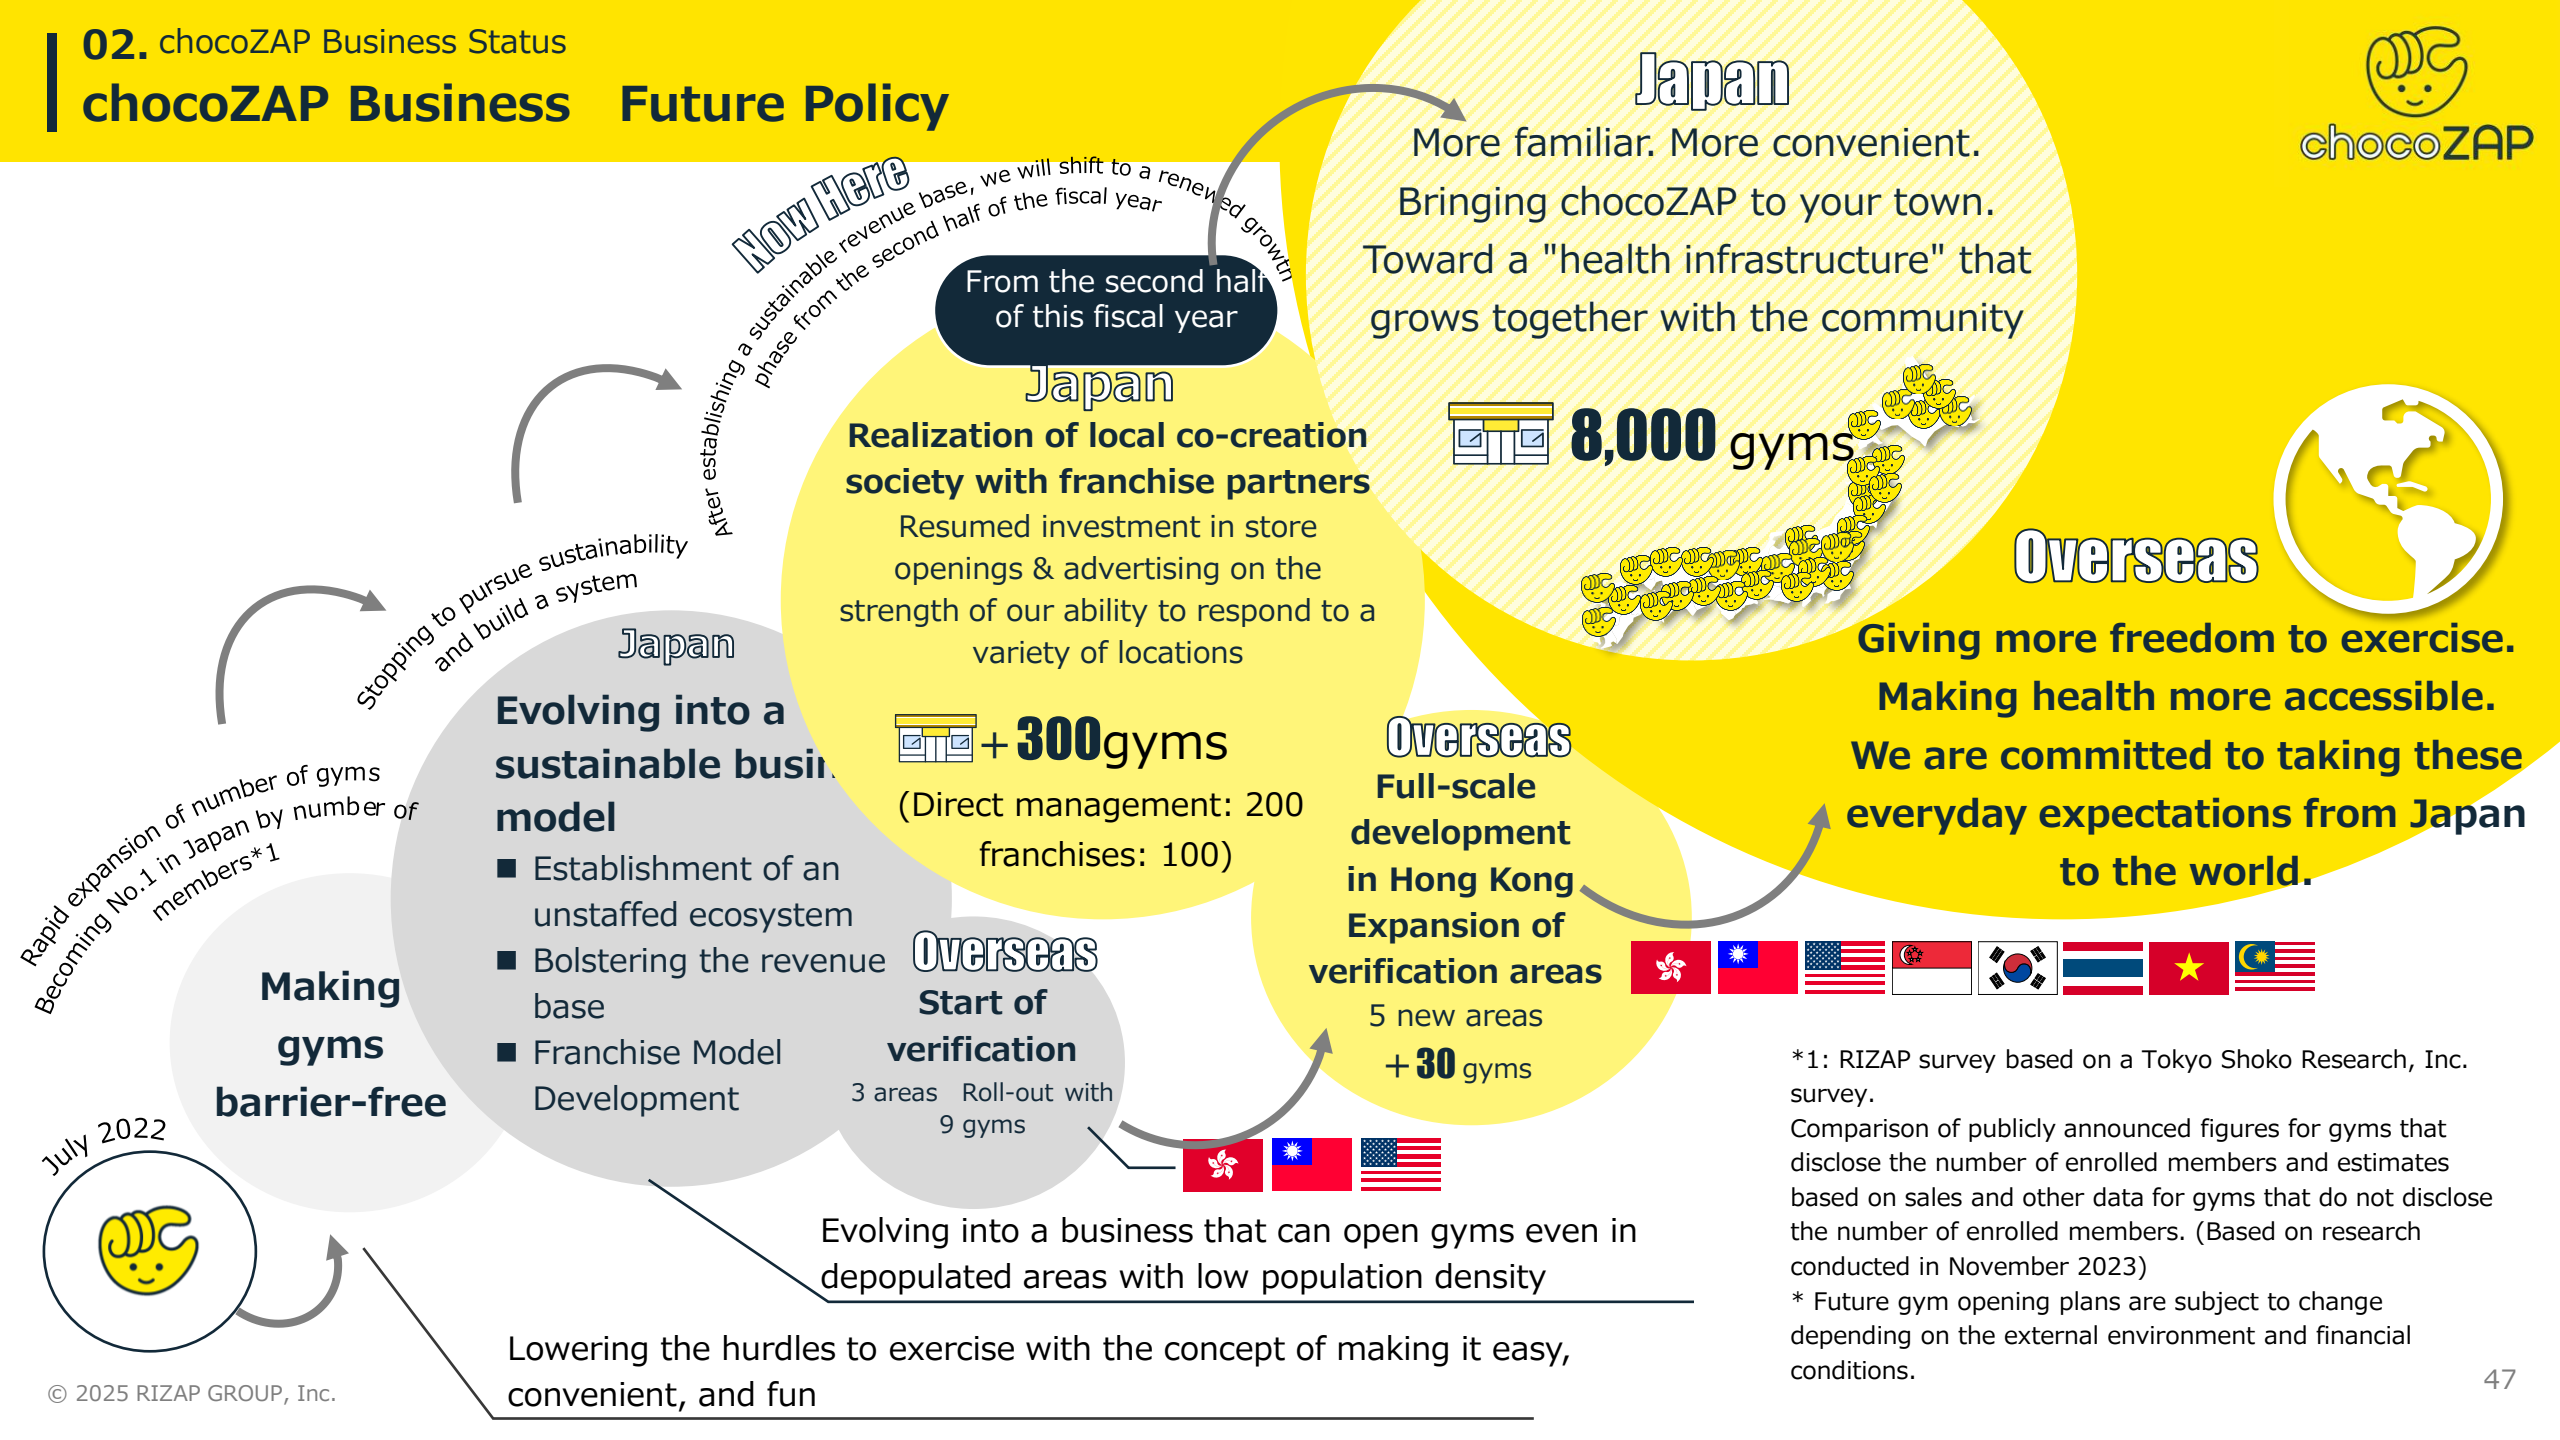 02. chocoZAP Business Status
chocoZAP Business Future Policy
chocoZAP
Now Here
After establishing a sustainable revenue base, we will shift to a renewed growth
phase from the second half of the fiscal year
From the second half
of this fiscal year
Japan
More familiar. More convenient.
Bringing chocoZAP to your town.
Toward a "health infrastructure" that
grows together with the community
8,000 gyms
Japan
Realization of local co-creation
society with franchise partners
Resumed investment in store
openings & advertising on the
strength of our ability to respond to a
variety of locations
+300gyms
(Direct management: 200
franchises: 100)
Overseas
Giving more freedom to exercise.
Making health more accessible.
We are committed to taking these
everyday expectations from Japan
to the world.
Stopping to pursue sustainability
and build a system
Japan
Evolving into a
sustainable busin
model
■ Establishment of an
unstaffed ecosystem
■ Bolstering the revenue
base
■ Franchise Model
Development
Overseas
Full-scale
development
in Hong Kong
Expansion of
verification areas
5 new areas
+30 gyms
Overseas
Start of
verification
3 areas Roll-out with
9 gyms
Rapid expansion of number of gyms
Becoming No.1 in Japan by number of
members*1
Making
gyms
barrier-free
July 2022
Evolving into a business that can open gyms even in
depopulated areas with low population density
Lowering the hurdles to exercise with the concept of making it easy,
convenient, and fun
*1: RIZAP survey based on a Tokyo Shoko Research, Inc.
survey.
Comparison of publicly announced figures for gyms that
disclose the number of enrolled members and estimates
based on sales and other data for gyms that do not disclose
the number of enrolled members. (Based on research
conducted in November 2023)
* Future gym opening plans are subject to change
depending on the external environment and financial
conditions.
© 2025 RIZAP GROUP, Inc.
47